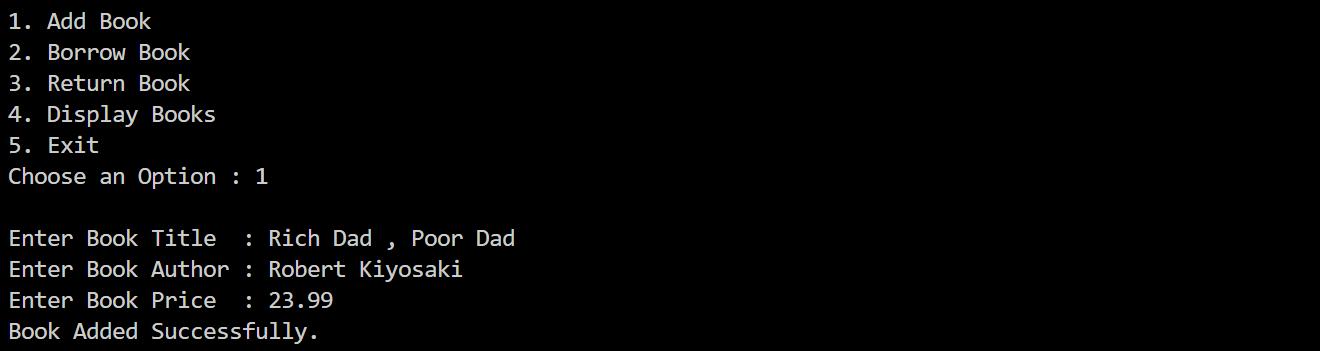 1. Add Book
2. Borrow Book
3. Return Book
4. Display Books
5. Exit
Choose an Option : 1
Enter Book Title  : Rich Dad , Poor Dad
Enter Book Author : Robert Kiyosaki
Enter Book Price  : 23.99
Book Added Successfully.